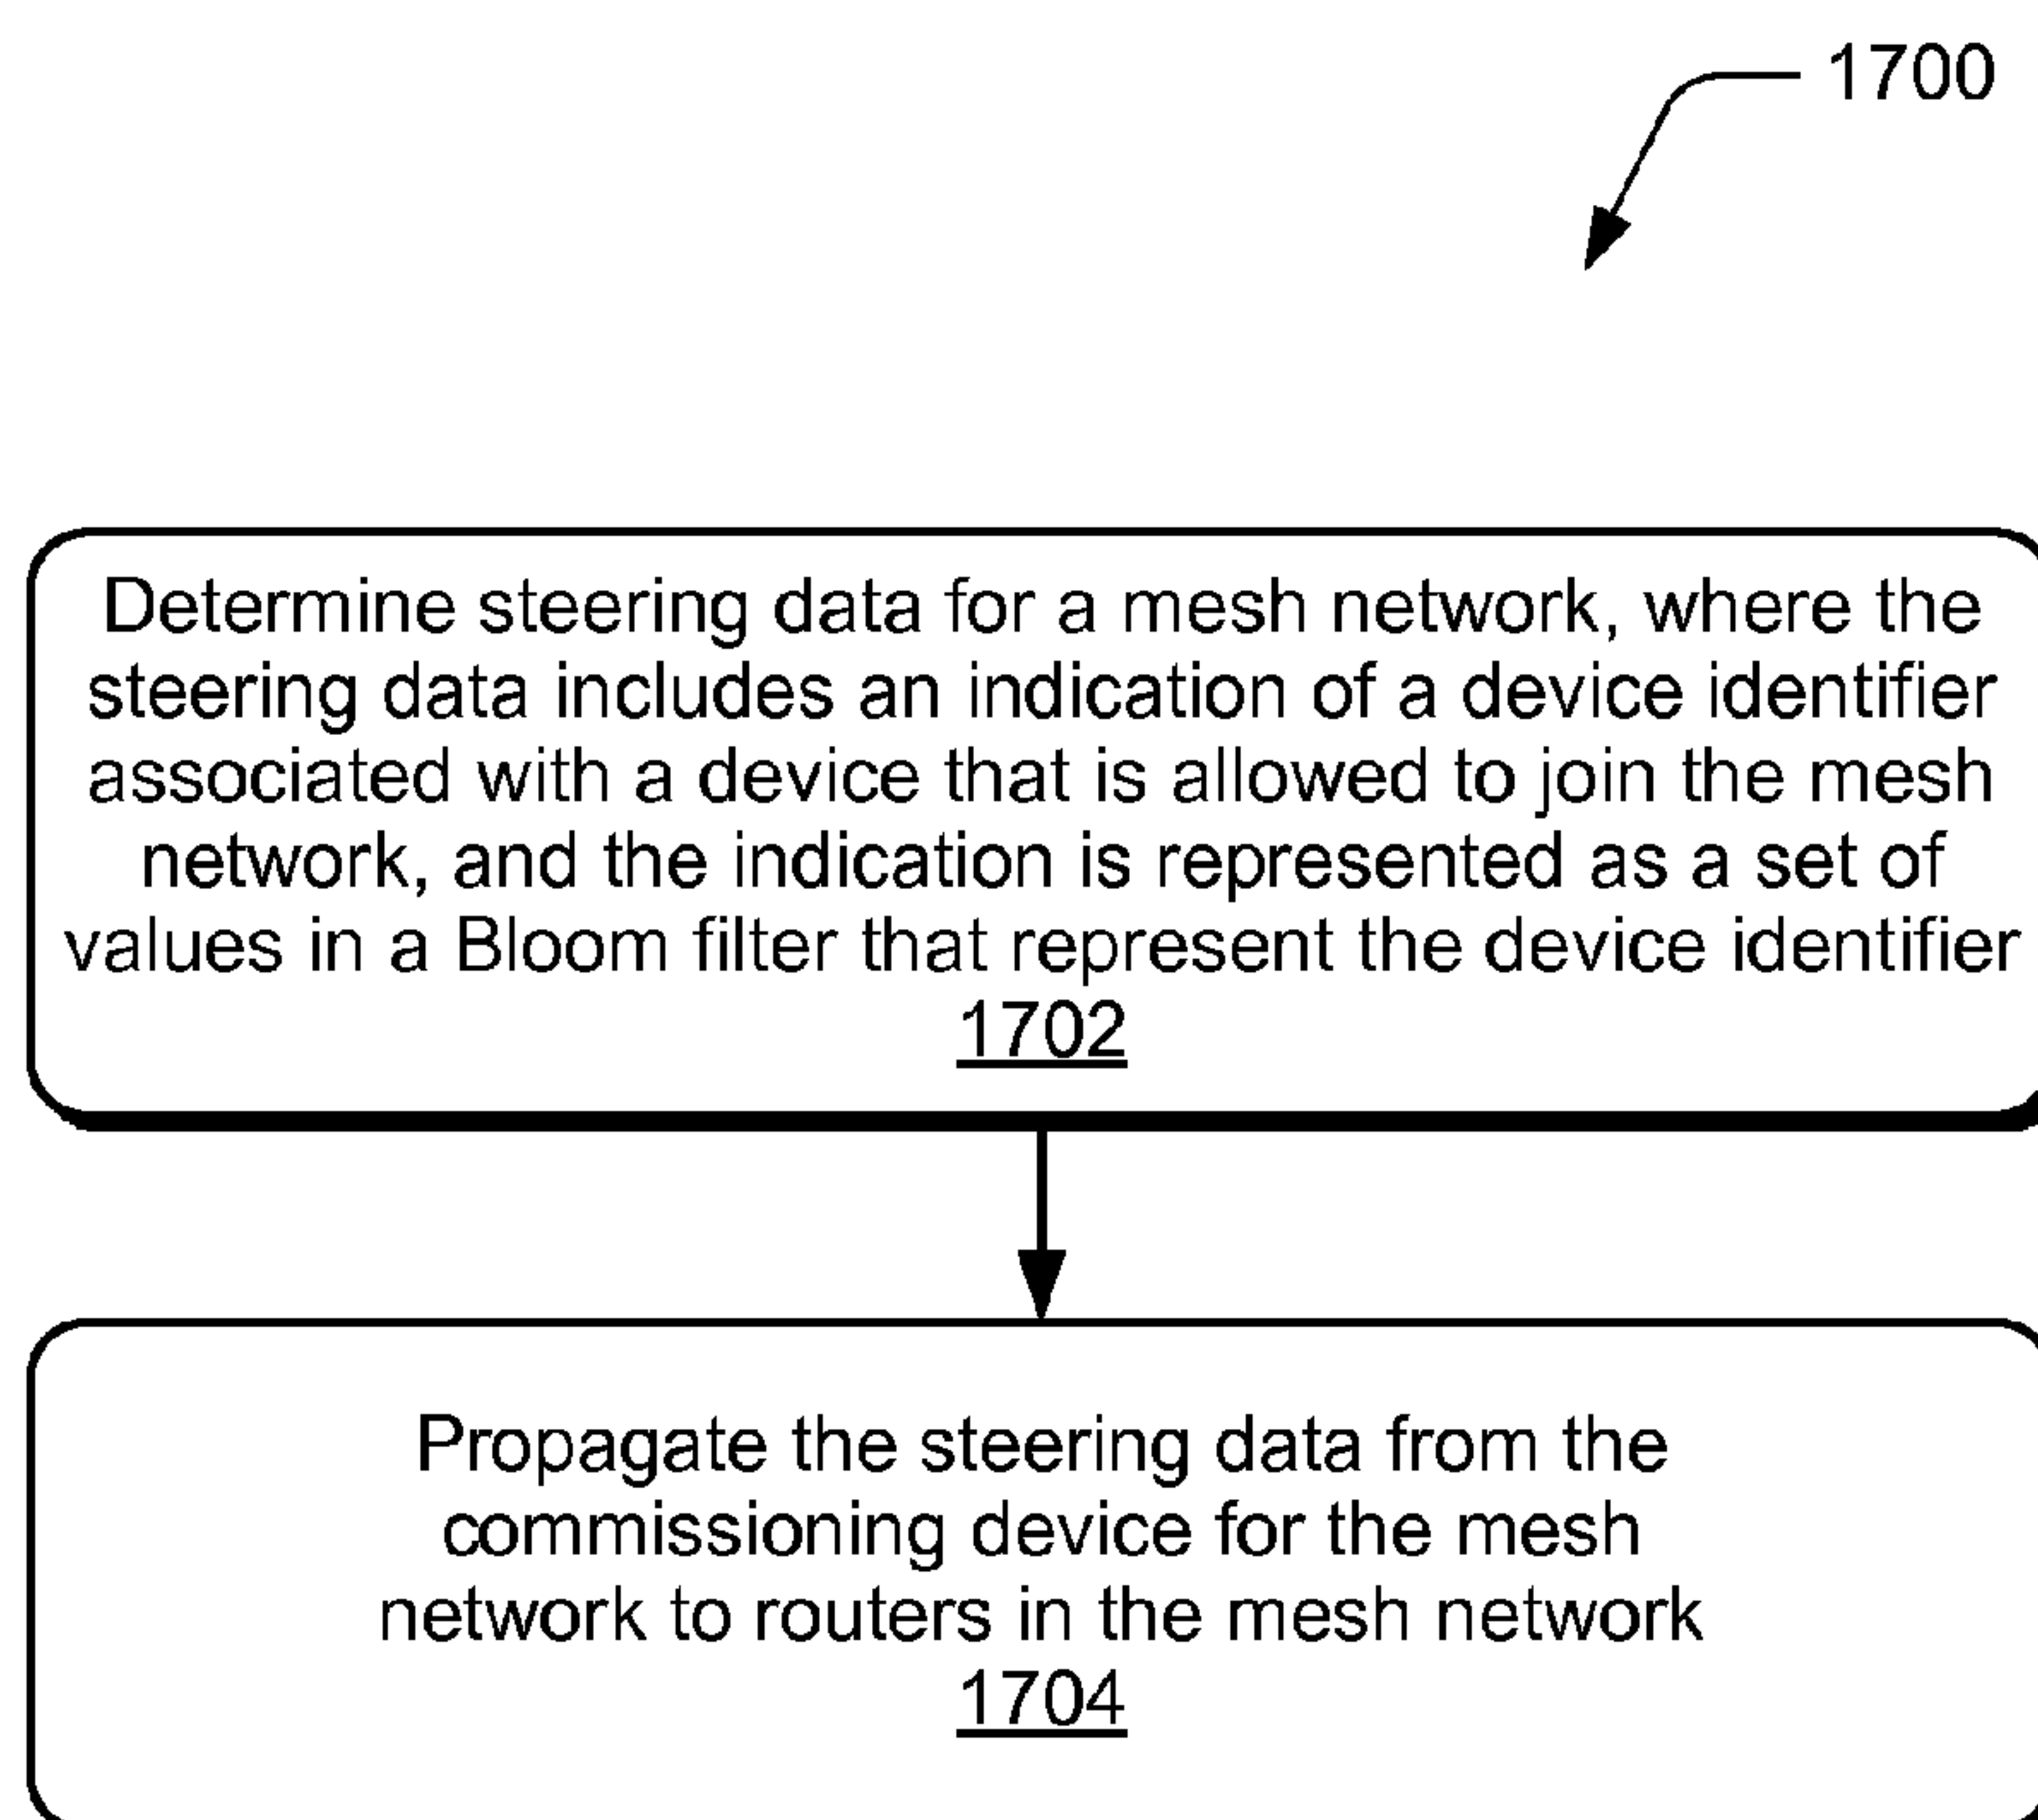 1700
Determine steering data for a mesh network, where the
steering data includes an indication of a device identifier
associated with a device that is allowed to join the mesh
network, and the indication is represented as a set of
values in a Bloom filter that represent the device identifier
1702
Propagate the steering data from the
commissioning device for the mesh
network to routers in the mesh network
1704